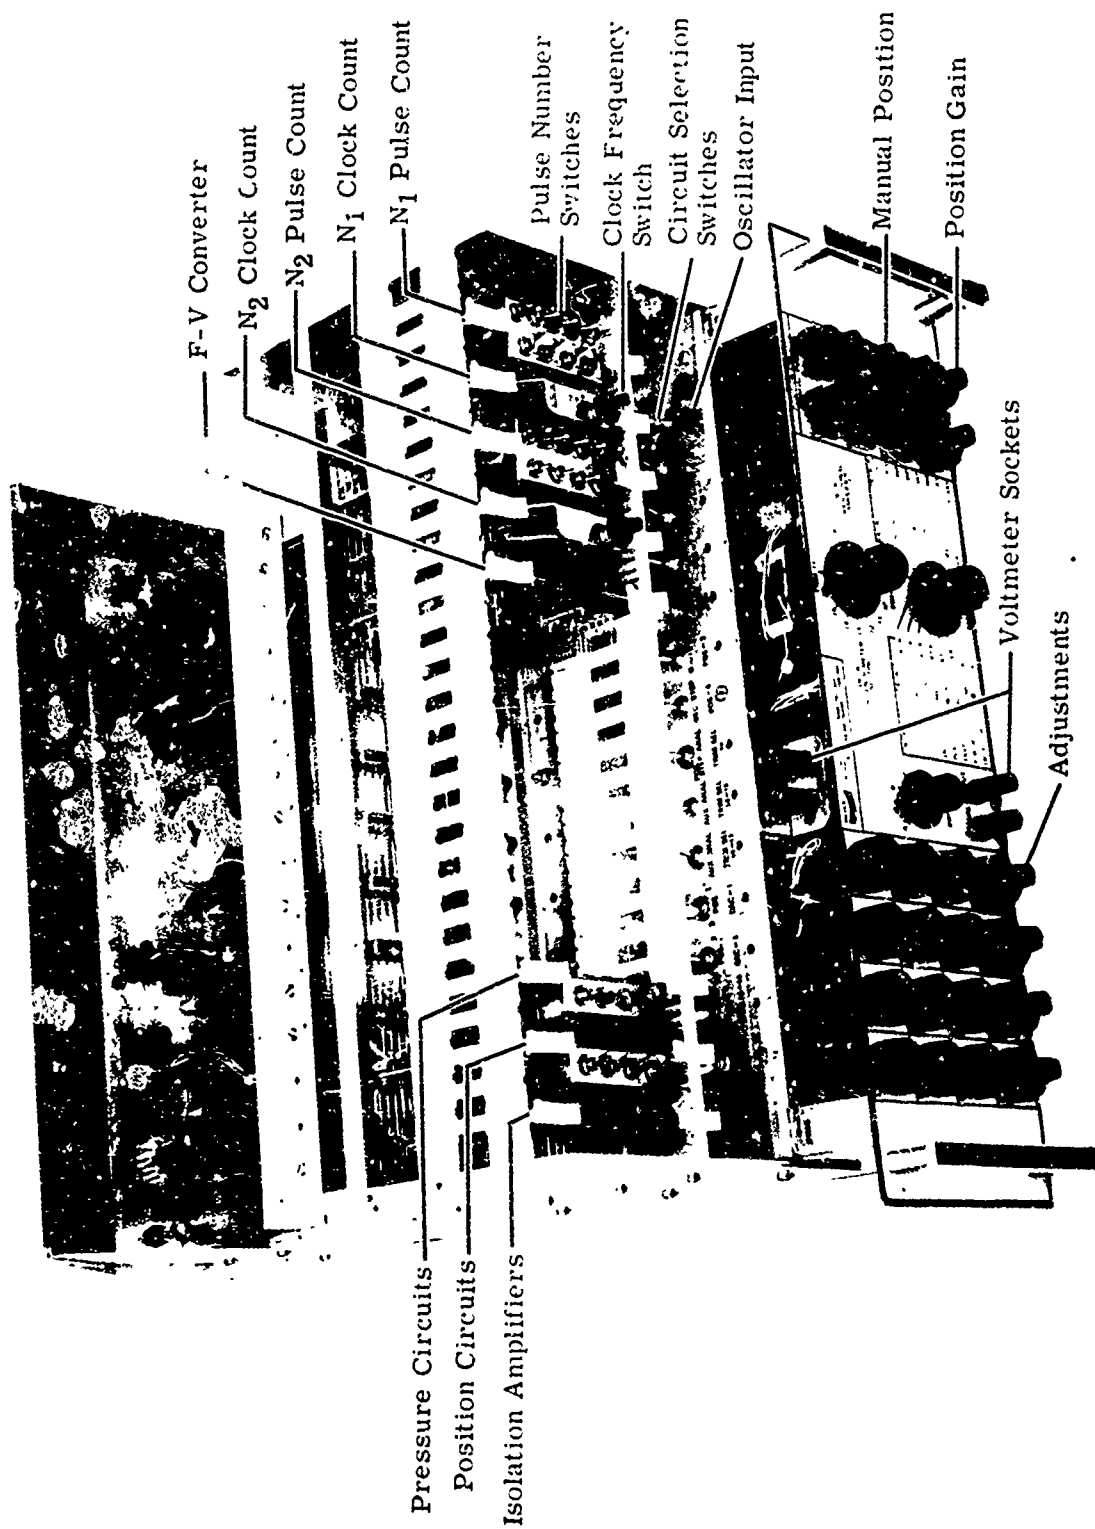 F-V Converter
N2 Clock Count
N2 Pulse Count
N1 Clock Count
N1 Pulse Count
Pulse Number
Switches
Clock Frequency
Switch
Circuit Selection
Switches
Oscillator Input
Manual Position
Position Gain
Voltmeter Sockets
Adjustments
Pressure Circuits
Position Circuits
Isolation Amplifiers